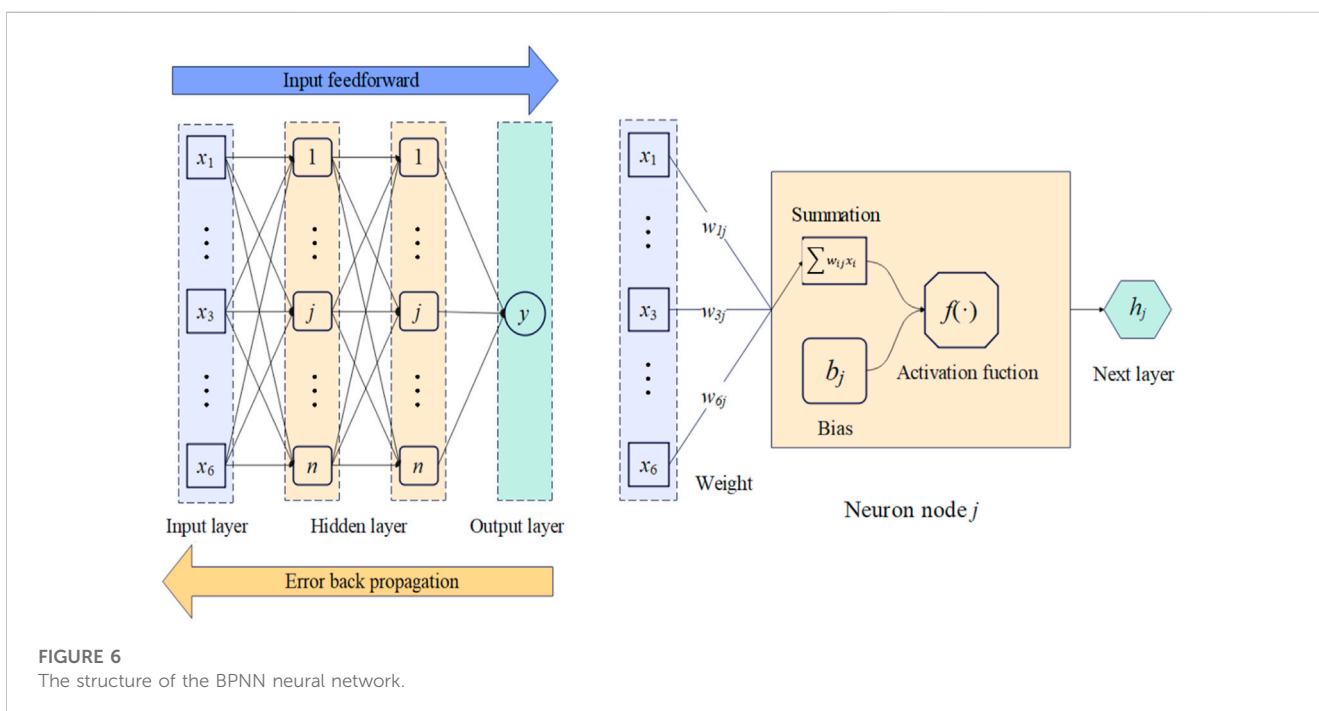 Input feedforward
x1
x3
x6
1
j
n
1
j
n
y
Input layer
Hidden layer
Output layer
Error back propagation
x1
x3
x6
w1j
w3j
w6j
Weight
Summation
∑ wijxi
bj
Bias
f(·)
Activation fuction
Neuron node j
hj
Next layer
FIGURE 6
The structure of the BPNN neural network.